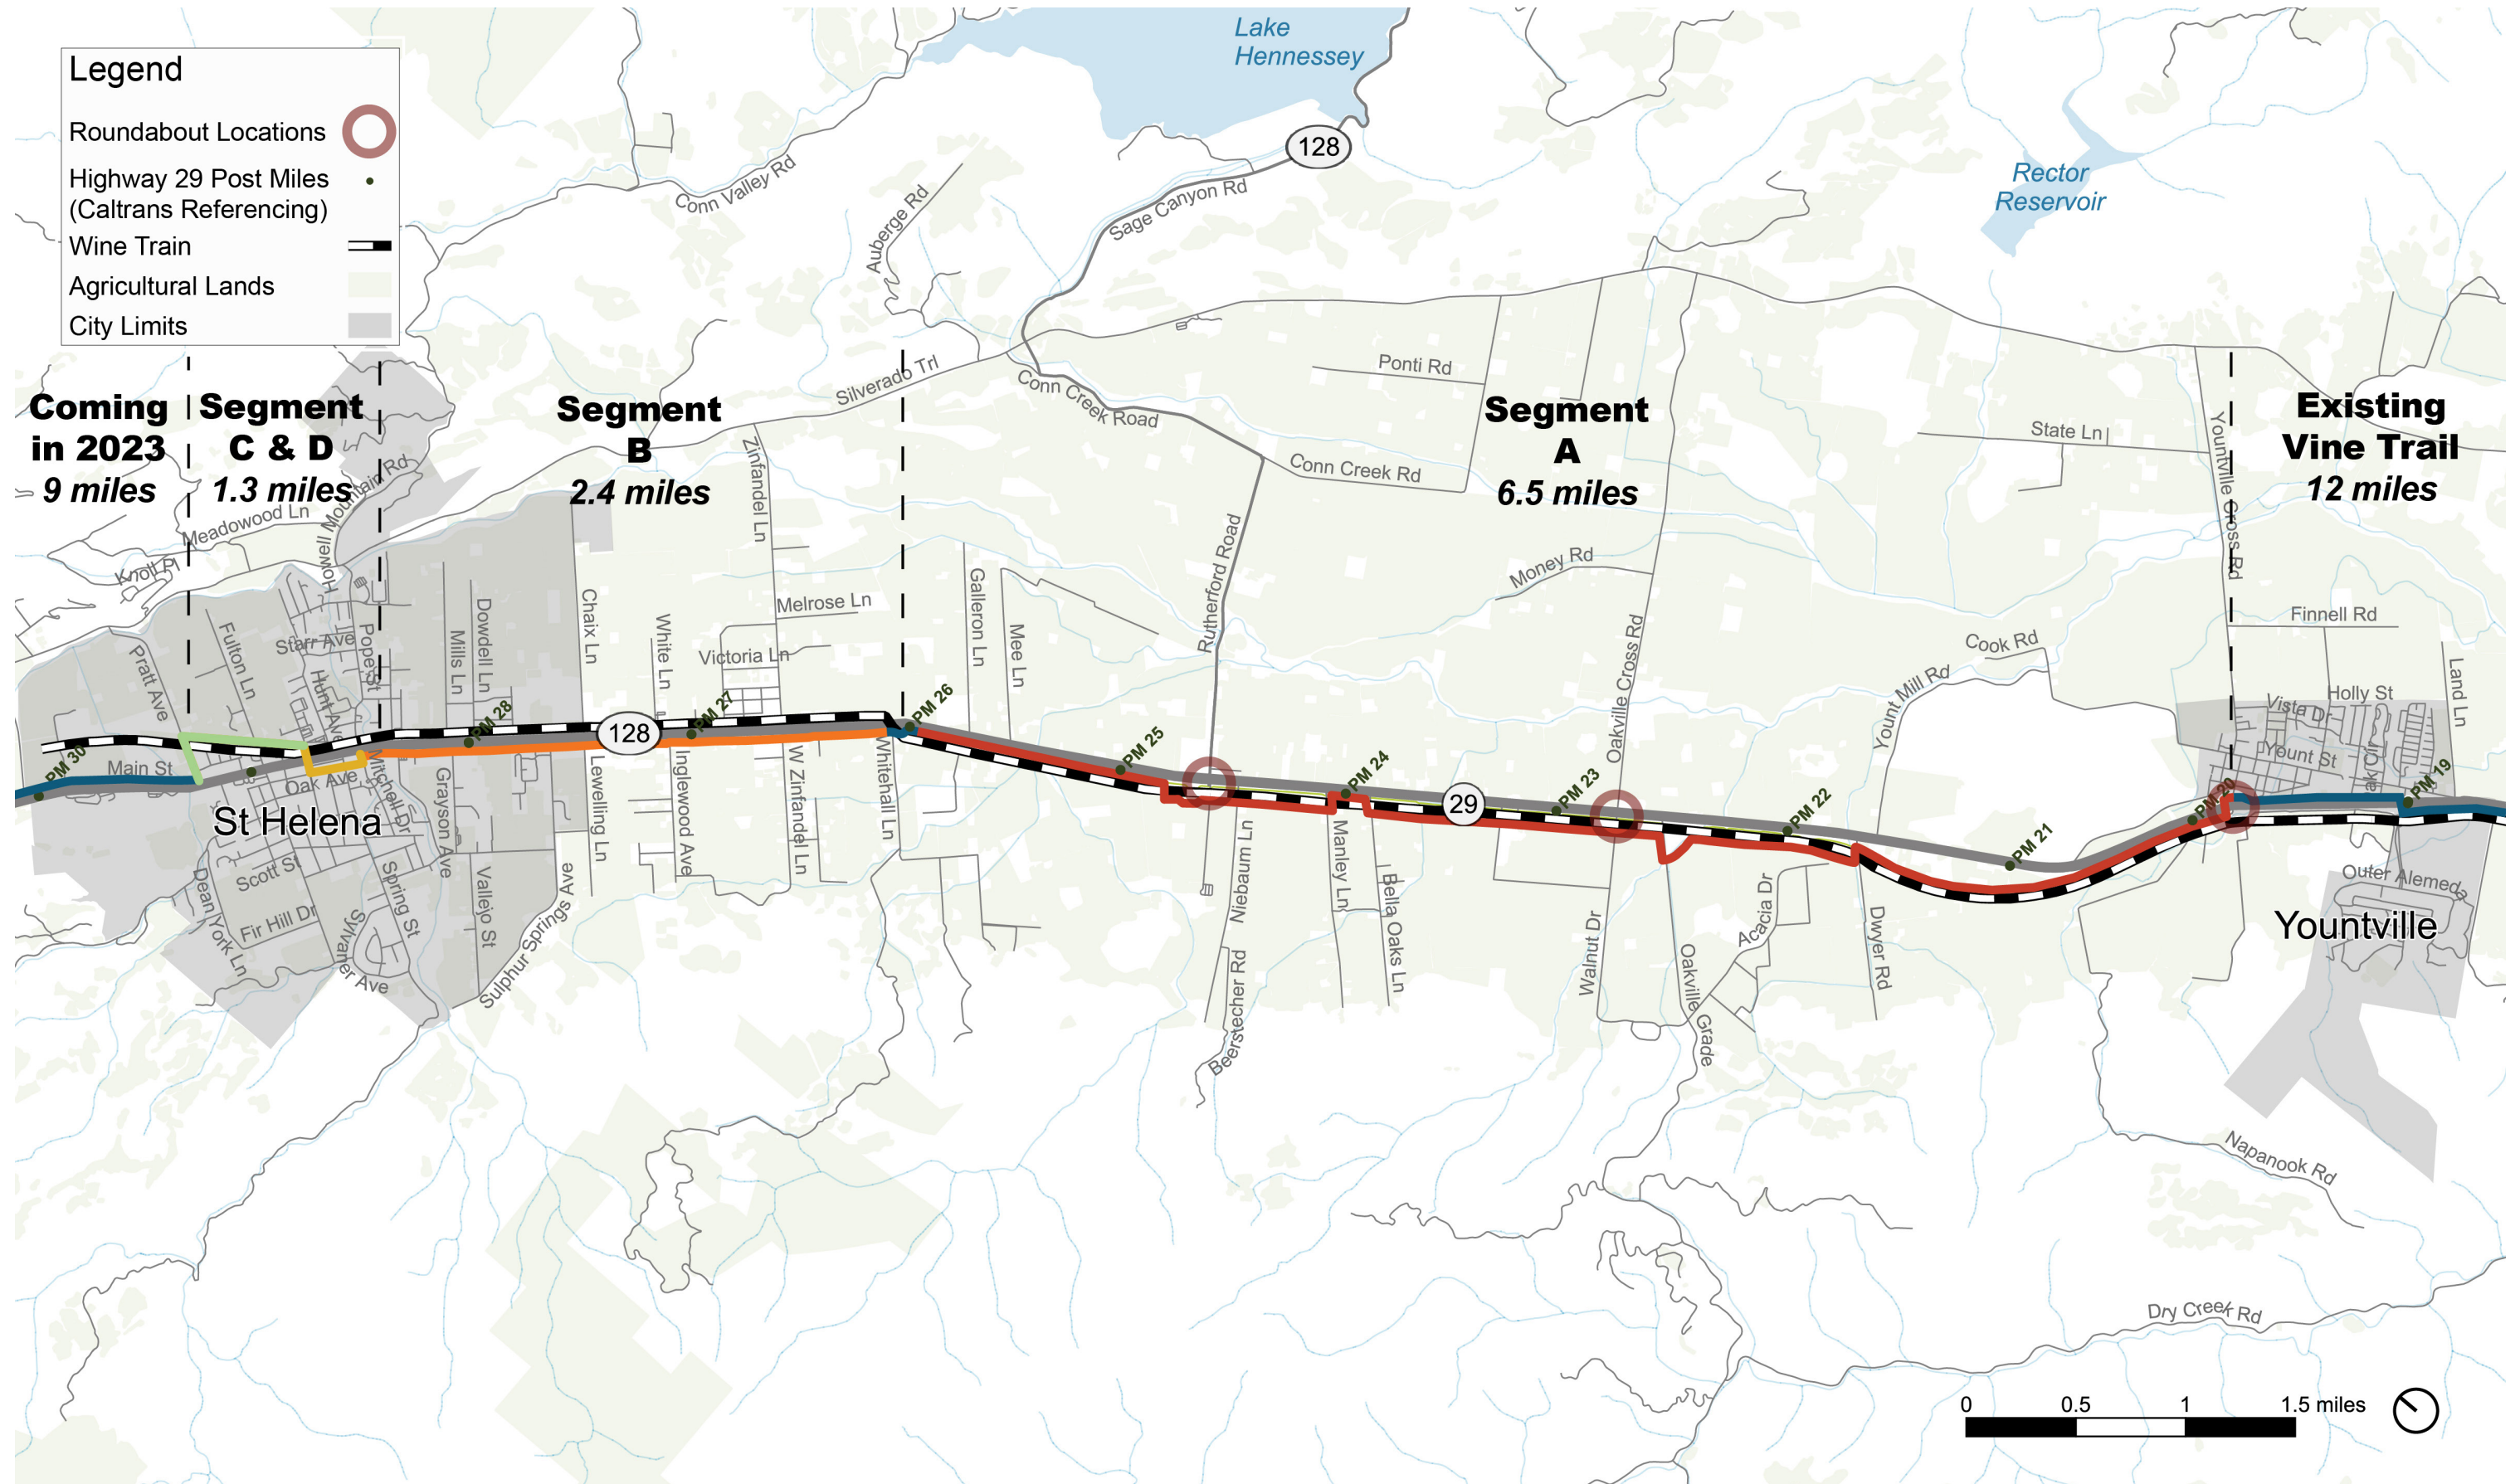 Legend
Roundabout Locations
Highway 29 Post Miles
(Caltrans Referencing)
Wine Train
Agricultural Lands
City Limits
Lake
Hennessey
128
Rector
Reservoir
Conn Valley Rd
Auberge Rd
Sage Canyon Rd
Silverado Trl
Conn Creek Road
Ponti Rd
Conn Creek Rd
State Ln
Yountville Cross Rd
Coming
in 2023
9 miles
Segment
C & D
1.3 miles
Segment
B
2.4 miles
Segment
A
6.5 miles
Existing
Vine Trail
12 miles
Meadowood Ln
Howell Mountain Rd
Knoll Pl
Zinfandel Ln
Rutherford Road
Money Rd
Oakville Cross Rd
Cook Rd
Yount Mill Rd
Finnell Rd
Land Ln
Holly St
Vista Dr
Yount St
Oak Cir
Pratt Ave
Fulton Ln
Starr Ave
Hunt Ave
Pope St
Mills Ln
Dowdell Ln
Chaix Ln
White Ln
Victoria Ln
Melrose Ln
Galleron Ln
Mee Ln
PM 30
PM 28
128
PM 27
PM 26
PM 25
PM 24
29
PM 23
PM 22
PM 21
PM 20
PM 19
Main St
Oak Ave
Mitchell Dr
St Helena
Scott St
Dean York Ln
Fir Hill Dr
Sylvaner Ave
Spring St
Grayson Ave
Vallejo St
Sulphur Springs Ave
Lewelling Ln
Inglewood Ave
W Zinfandel Ln
Whitehall Ln
Niebaum Ln
Beerstecher Rd
Manley Ln
Bella Oaks Ln
Walnut Dr
Oakville Grade
Acacia Dr
Dwyer Rd
Outer Alemeda
Yountville
Napanook Rd
Dry Creek Rd
0 0.5 1 1.5 miles